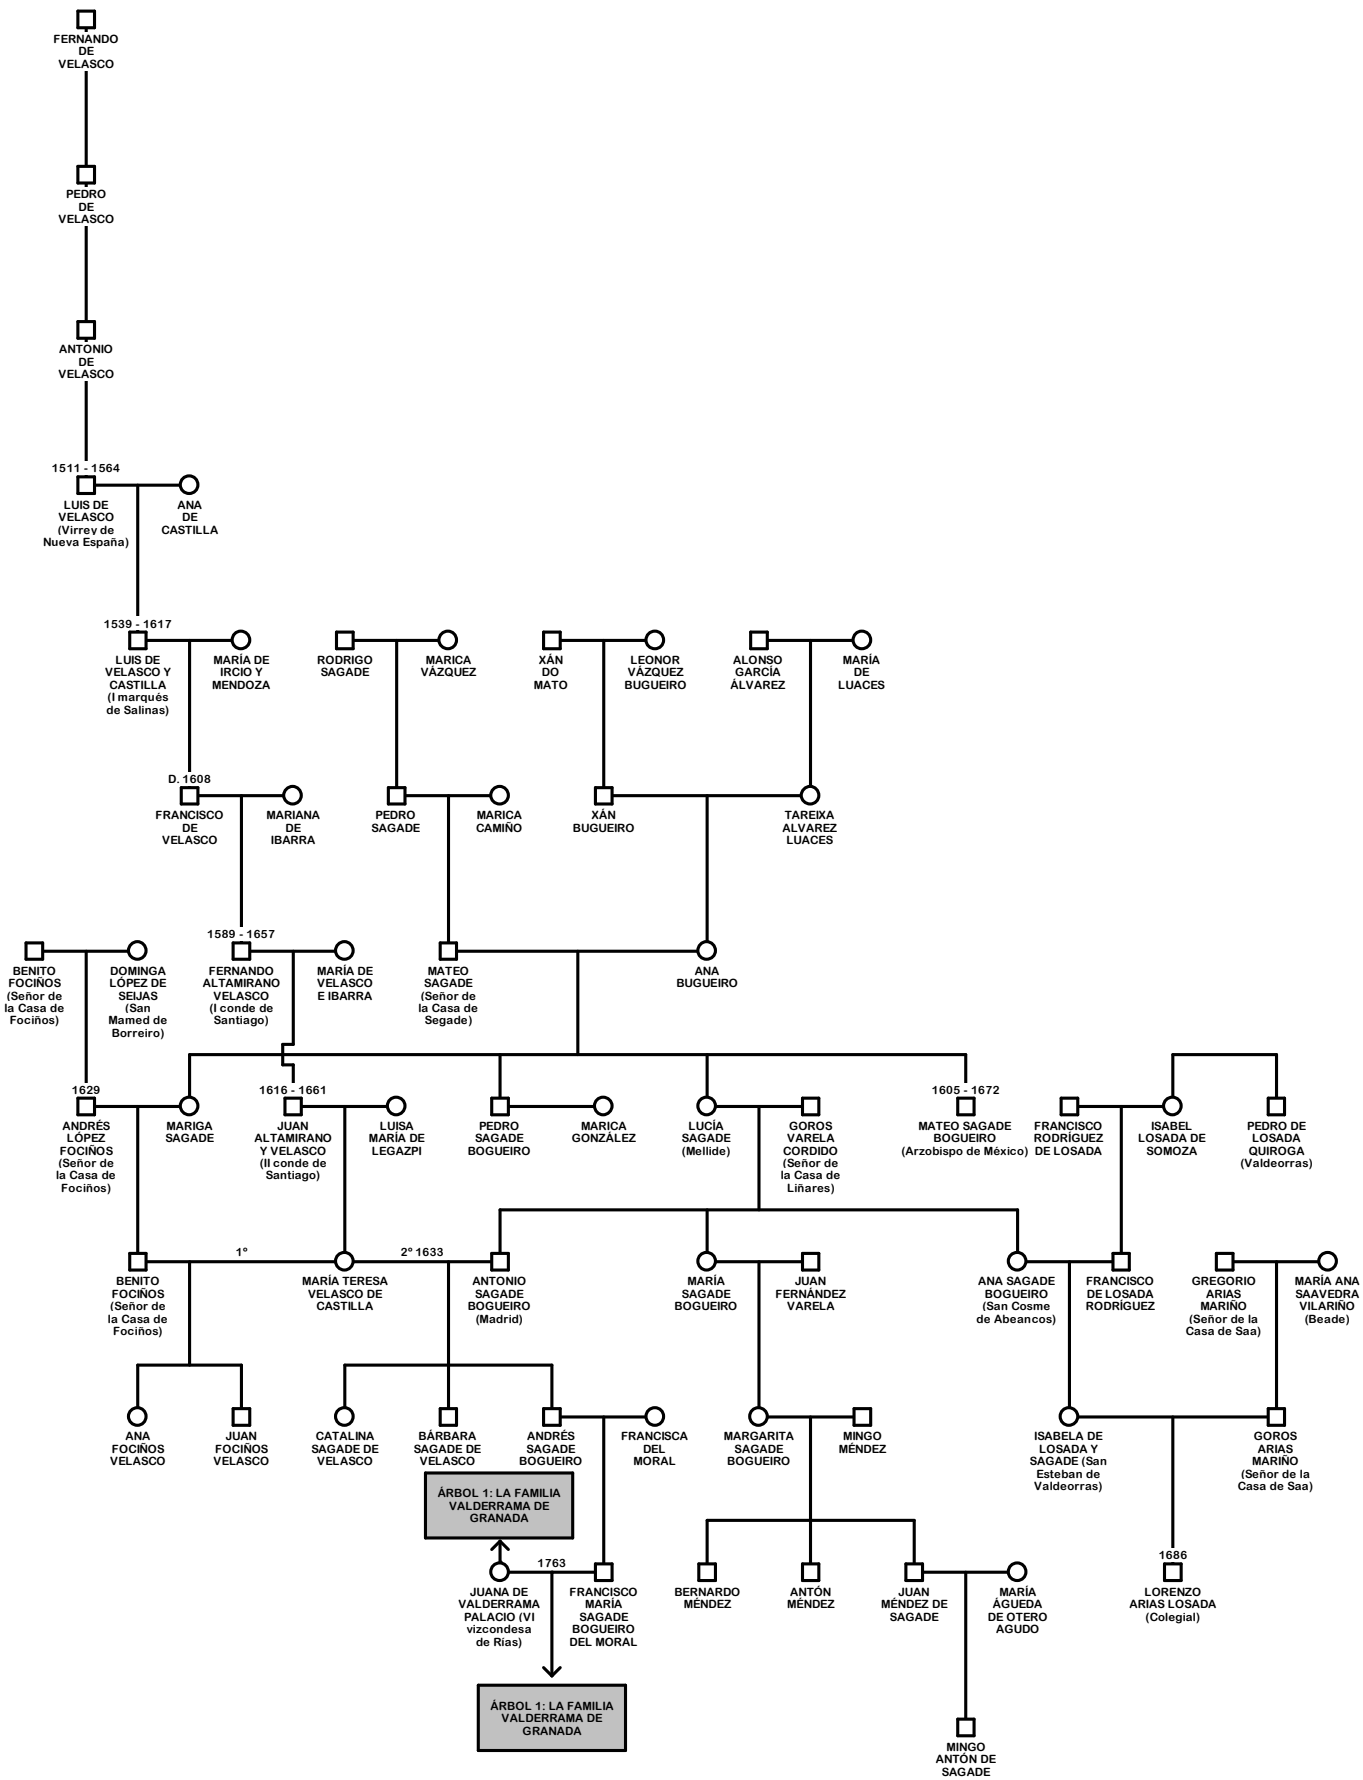 FERNANDO
DE
VELASCO
PEDRO
DE
VELASCO
ANTONIO
DE
VELASCO
1511 - 1564
LUIS DE
VELASCO
(Virrey de
Nueva España)
ANA
DE
CASTILLA
1539 - 1617
LUIS DE
VELASCO Y
CASTILLA
(I marqués
de Salinas)
MARÍA DE
IRCIO Y
MENDOZA
RODRIGO
SAGADE
MARICA
VÁZQUEZ
XÁN
DO
MATO
LEONOR
VÁZQUEZ
BUGUEIRO
ALONSO
GARCÍA
ÁLVAREZ
MARÍA
DE
LUACES
D. 1608
FRANCISCO
DE
VELASCO
MARIANA
DE
IBARRA
PEDRO
SAGADE
MARICA
CAMIÑO
XÁN
BUGUEIRO
TAREIXA
ALVAREZ
LUACES
BENITO
FOCIÑOS
(Señor de
la Casa de
Fociños)
DOMINGA
LÓPEZ DE
SEIJAS
(San
Mamed de
Borreiro)
1589 - 1657
FERNANDO
ALTAMIRANO
VELASCO
(I conde de
Santiago)
MARÍA DE
VELASCO
E IBARRA
MATEO
SAGADE
(Señor de
la Casa de
Segade)
ANA
BUGUEIRO
1629
ANDRÉS
LÓPEZ
FOCIÑOS
(Señor de
la Casa de
Fociños)
MARIGA
SAGADE
1616 - 1661
JUAN
ALTAMIRANO
Y VELASCO
(II conde de
Santiago)
LUISA
MARÍA DE
LEGAZPI
PEDRO
SAGADE
BOGUEIRO
MARICA
GONZÁLEZ
LUCÍA
SAGADE
(Mellide)
GOROS
VARELA
CORDIDO
(Señor de
la Casa de
Liñares)
1605 - 1672
MATEO SAGADE
BOGUEIRO
(Arzobispo de México)
FRANCISCO
RODRÍGUEZ
DE LOSADA
ISABEL
LOSADA DE
SOMOZA
PEDRO DE
LOSADA
QUIROGA
(Valdeorras)
BENITO
FOCIÑOS
(Señor de
la Casa de
Fociños)
1º
MARÍA TERESA
VELASCO DE
CASTILLA
2º 1633
ANTONIO
SAGADE
BOGUEIRO
(Madrid)
MARÍA
SAGADE
BOGUEIRO
JUAN
FERNÁNDEZ
VARELA
ANA SAGADE
BOGUEIRO
(San Cosme
de Abeancos)
FRANCISCO
DE LOSADA
RODRÍGUEZ
GREGORIO
ARIAS
MARIÑO
(Señor de la
Casa de Saa)
MARÍA ANA
SAAVEDRA
VILARIÑO
(Beade)
ANA
FOCIÑOS
VELASCO
JUAN
FOCIÑOS
VELASCO
CATALINA
SAGADE DE
VELASCO
BÁRBARA
SAGADE DE
VELASCO
ANDRÉS
SAGADE
BOGUEIRO
FRANCISCA
DEL
MORAL
MARGARITA
SAGADE
BOGUEIRO
MINGO
MÉNDEZ
ISABELA DE
LOSADA Y
SAGADE (San
Esteban de
Valdeorras)
GOROS
ARIAS
MARIÑO
(Señor de la
Casa de Saa)
ÁRBOL 1: LA FAMILIA
VALDERRAMA DE
GRANADA
JUANA DE
VALDERRAMA
PALACIO (VI
vizcondesa
de Rías)
1763
FRANCISCO
MARÍA
SAGADE
BOGUEIRO
DEL MORAL
BERNARDO
MÉNDEZ
ANTÓN
MÉNDEZ
JUAN
MÉNDEZ DE
SAGADE
MARÍA
ÁGUEDA
DE OTERO
AGUDO
1686
LORENZO
ARIAS LOSADA
(Colegial)
ÁRBOL 1: LA FAMILIA
VALDERRAMA DE
GRANADA
MINGO
ANTÓN DE
SAGADE